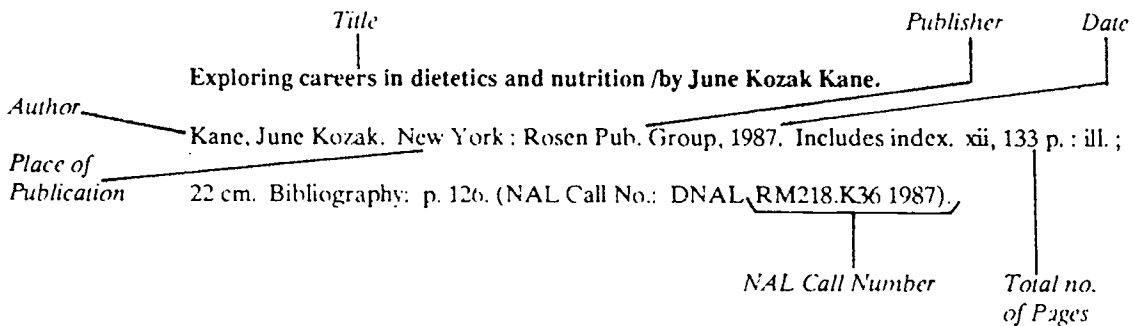 Title Publisher Date
Exploring careers in dietetics and nutrition /by June Kozak Kane.
Author
Kane, June Kozak. New York : Rosen Pub. Group, 1987. Includes index. xii, 133 p. : ill. ;
Place of
Publication
22 cm. Bibliography: p. 126. (NAL Call No.: DNAL RM218.K36 1987).
NAL Call Number Total no.
of Pages